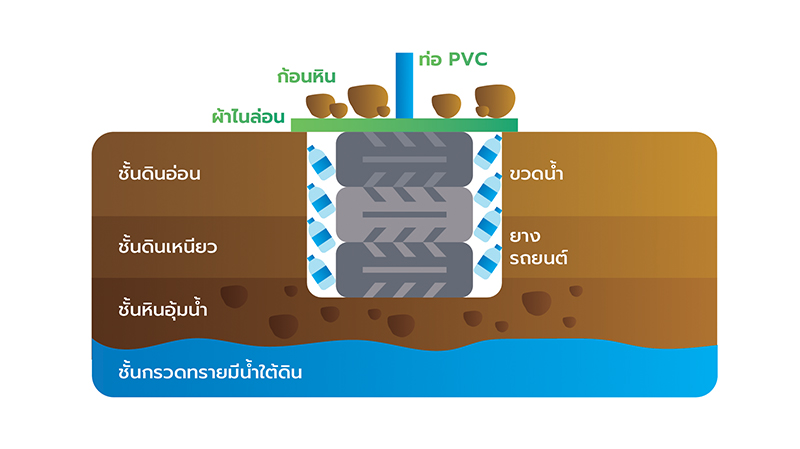 ท่อ PVC
ก้อนหิน
ผ้าไนล่อน
ชั้นดินอ่อน
ขวดน้ำ
ชั้นดินเหนียว
ยาง
รถยนต์
ชั้นหินอุ้มน้ำ
ชั้นกรวดทรายมีน้ำใต้ดิน